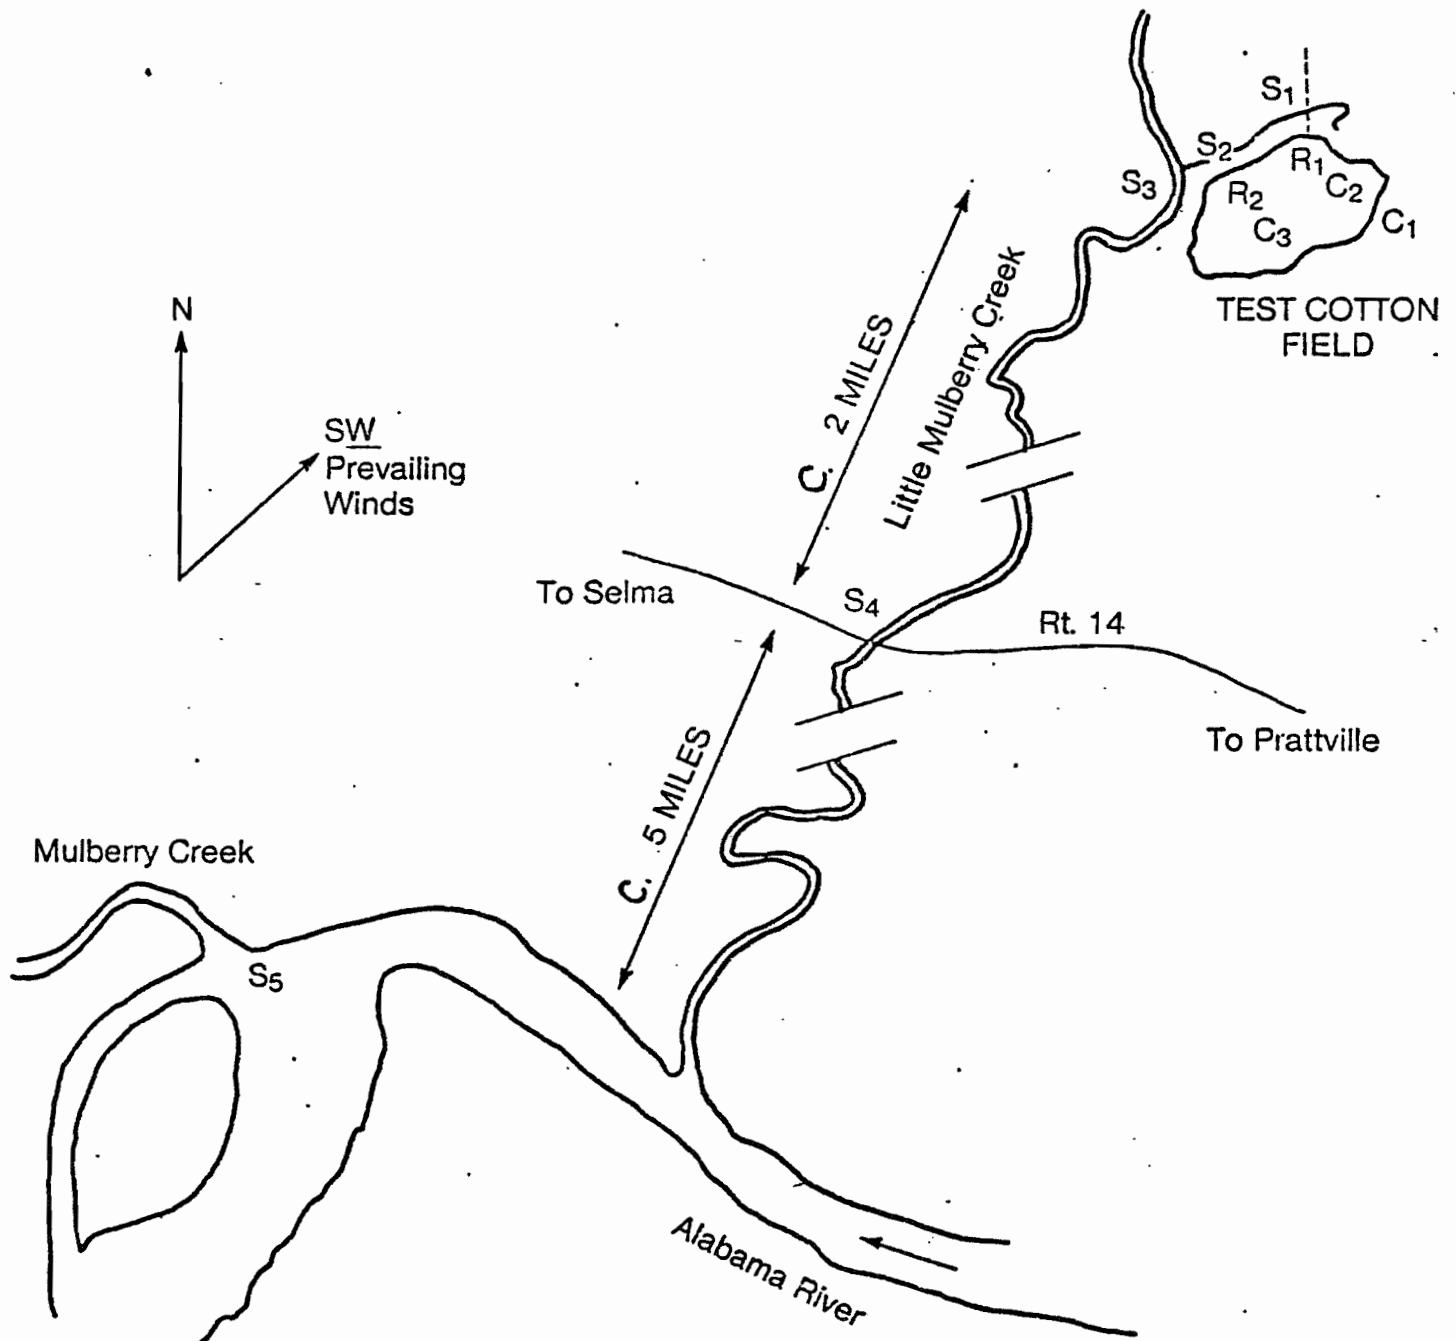 S1
S2
R1
S3
R2
C2
C3
C1
TEST COTTON
FIELD
N
SW
Prevailing
Winds
C. 2 MILES
Little Mulberry Creek
To Selma
S4
Rt. 14
To Prattville
C. 5 MILES
Mulberry Creek
S5
Alabama River